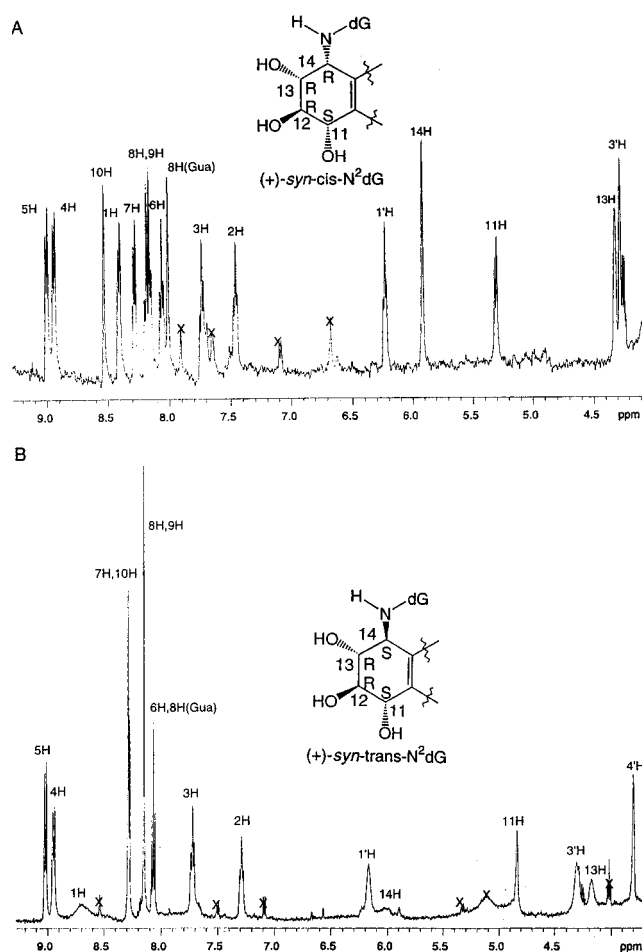 A
H
N
dG
HO
14
R
13
R
R
S
HO
12
11
OH
(+)-syn-cis-N²dG
5H
4H
10H
1H
7H
8H,9H
6H
8H(Gua)
X
X
3H
2H
X
X
1'H
14H
11H
13H
3'H
9.0 8.5 8.0 7.5 7.0 6.5 6.0 5.5 5.0 4.5 ppm
B
8H,9H
7H,10H
6H,8H(Gua)
H
N
dG
HO
14
S
13
R
R
S
HO
12
11
OH
(+)-syn-trans-N²dG
5H
4H
1H
X
3H
X
2H
X
1'H
14H
X
X
11H
3'H
13H
X
4'H
9.0 8.5 8.0 7.5 7.0 6.5 6.0 5.5 5.0 4.5 ppm